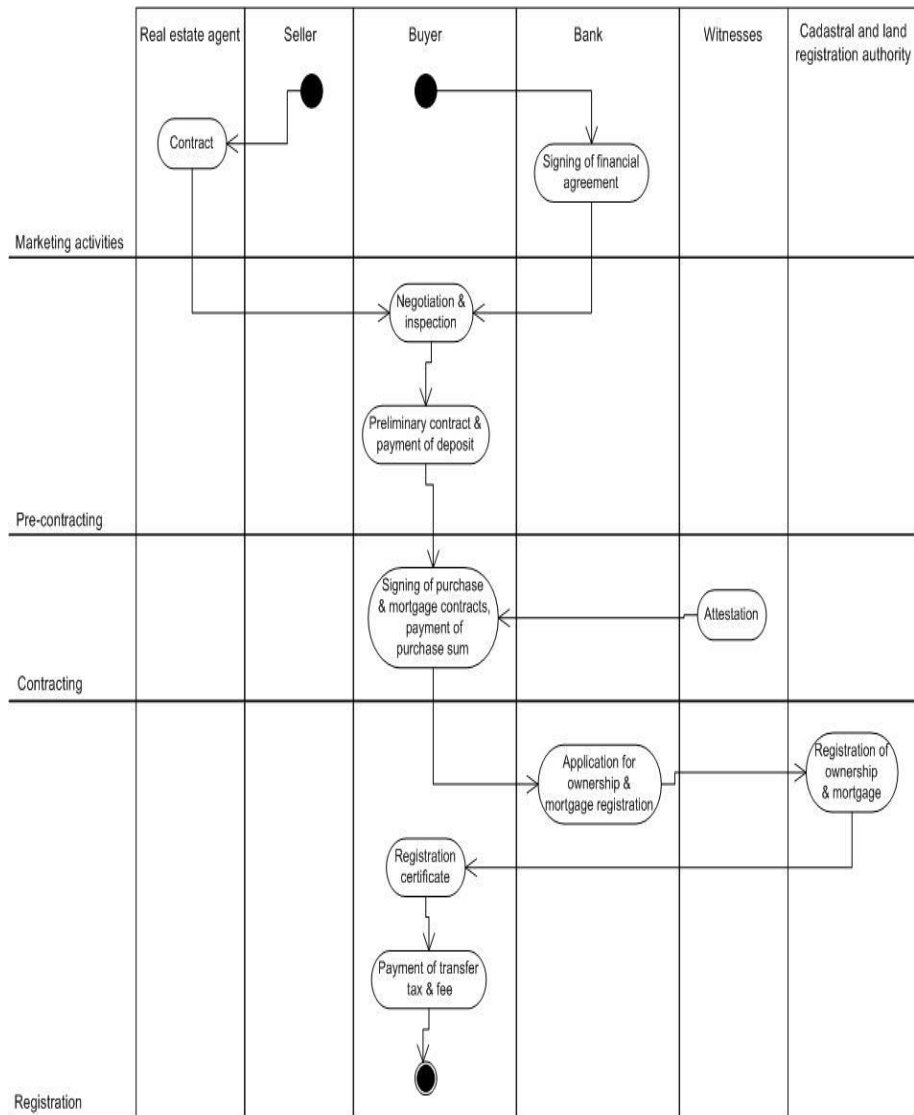 Real estate agent
Seller
Buyer
Bank
Witnesses
Cadastral and land
registration authority
Contract
Signing of financial
agreement
Marketing activities
Negotiation &
inspection
Preliminary contract &
payment of deposit
Pre-contracting
Signing of purchase
& mortgage contracts,
payment of
purchase sum
Attestation
Contracting
Application for
ownership &
mortgage registration
Registration of
ownership
& mortgage
Registration
certificate
Payment of transfer
tax & fee
Registration